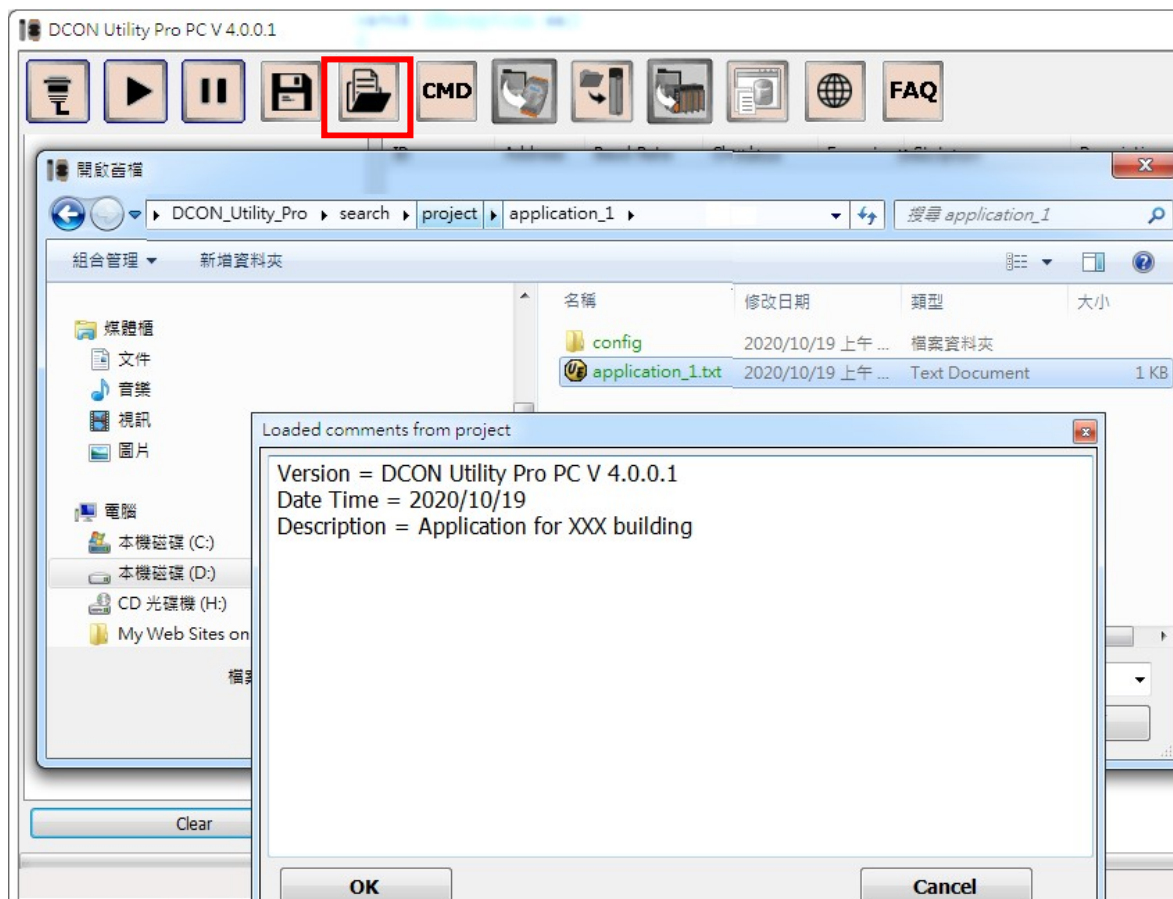 DCON Utility Pro PC V 4.0.0.1
CMD
FAQ
開啟舊檔
DCON_Utility_Pro search project application_1
搜尋 application_1
組合管理
新增資料夾
名稱 修改日期 類型 大小
媒體櫃
文件
音樂
視訊
圖片
電腦
本機磁碟 (C:)
本機磁碟 (D:)
CD 光碟機 (H:)
My Web Sites on
config 2020/10/19 上午 ... 檔案資料夾
application_1.txt 2020/10/19 上午 ... Text Document 1 KB
Loaded comments from project
Version = DCON Utility Pro PC V 4.0.0.1
Date Time = 2020/10/19
Description = Application for XXX building
OK
Cancel
Clear